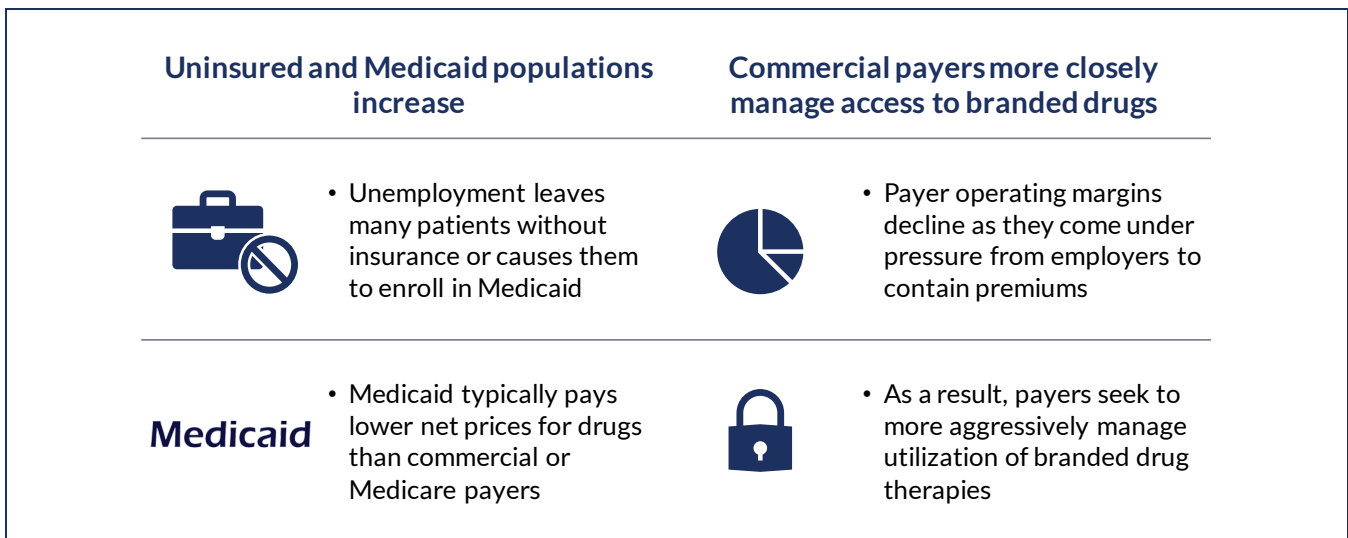 Uninsured and Medicaid populations
increase
Commercial payers more closely
manage access to branded drugs
• Unemployment leaves
many patients without
insurance or causes them
to enroll in Medicaid
• Payer operating margins
decline as they come under
pressure from employers to
contain premiums
Medicaid
• Medicaid typically pays
lower net prices for drugs
than commercial or
Medicare payers
• As a result, payers seek to
more aggressively manage
utilization of branded drug
therapies